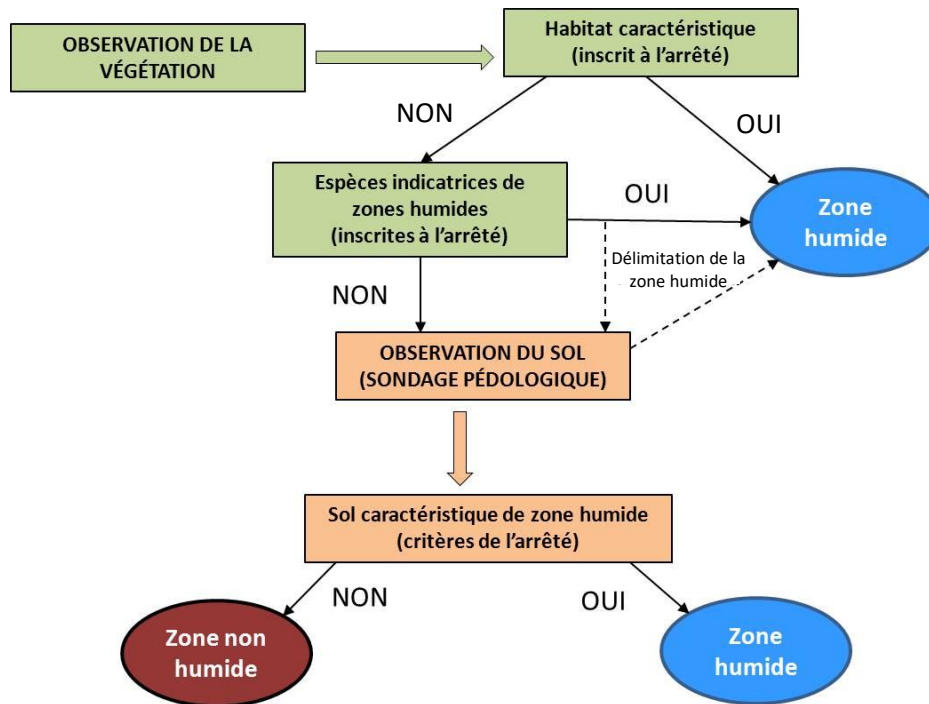 OBSERVATION DE LA
VÉGÉTATION
Habitat caractéristique
(inscrit à l'arrêté)
NON
OUI
Espèces indicatrices de
zones humides
(inscrites à l'arrêté)
OUI
Zone
humide
Délimitation de la
zone humide
NON
OBSERVATION DU SOL
(SONDAGE PÉDOLOGIQUE)
Sol caractéristique de zone humide
(critères de l'arrêté)
NON
OUI
Zone non
humide
Zone
humide